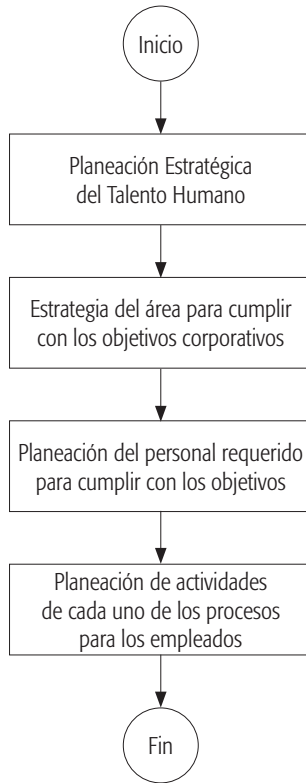 Inicio
Planeación Estratégica
del Talento Humano
Estrategia del área para cumplir
con los objetivos corporativos
Planeación del personal requerido
para cumplir con los objetivos
Planeación de actividades
de cada uno de los procesos
para los empleados
Fin